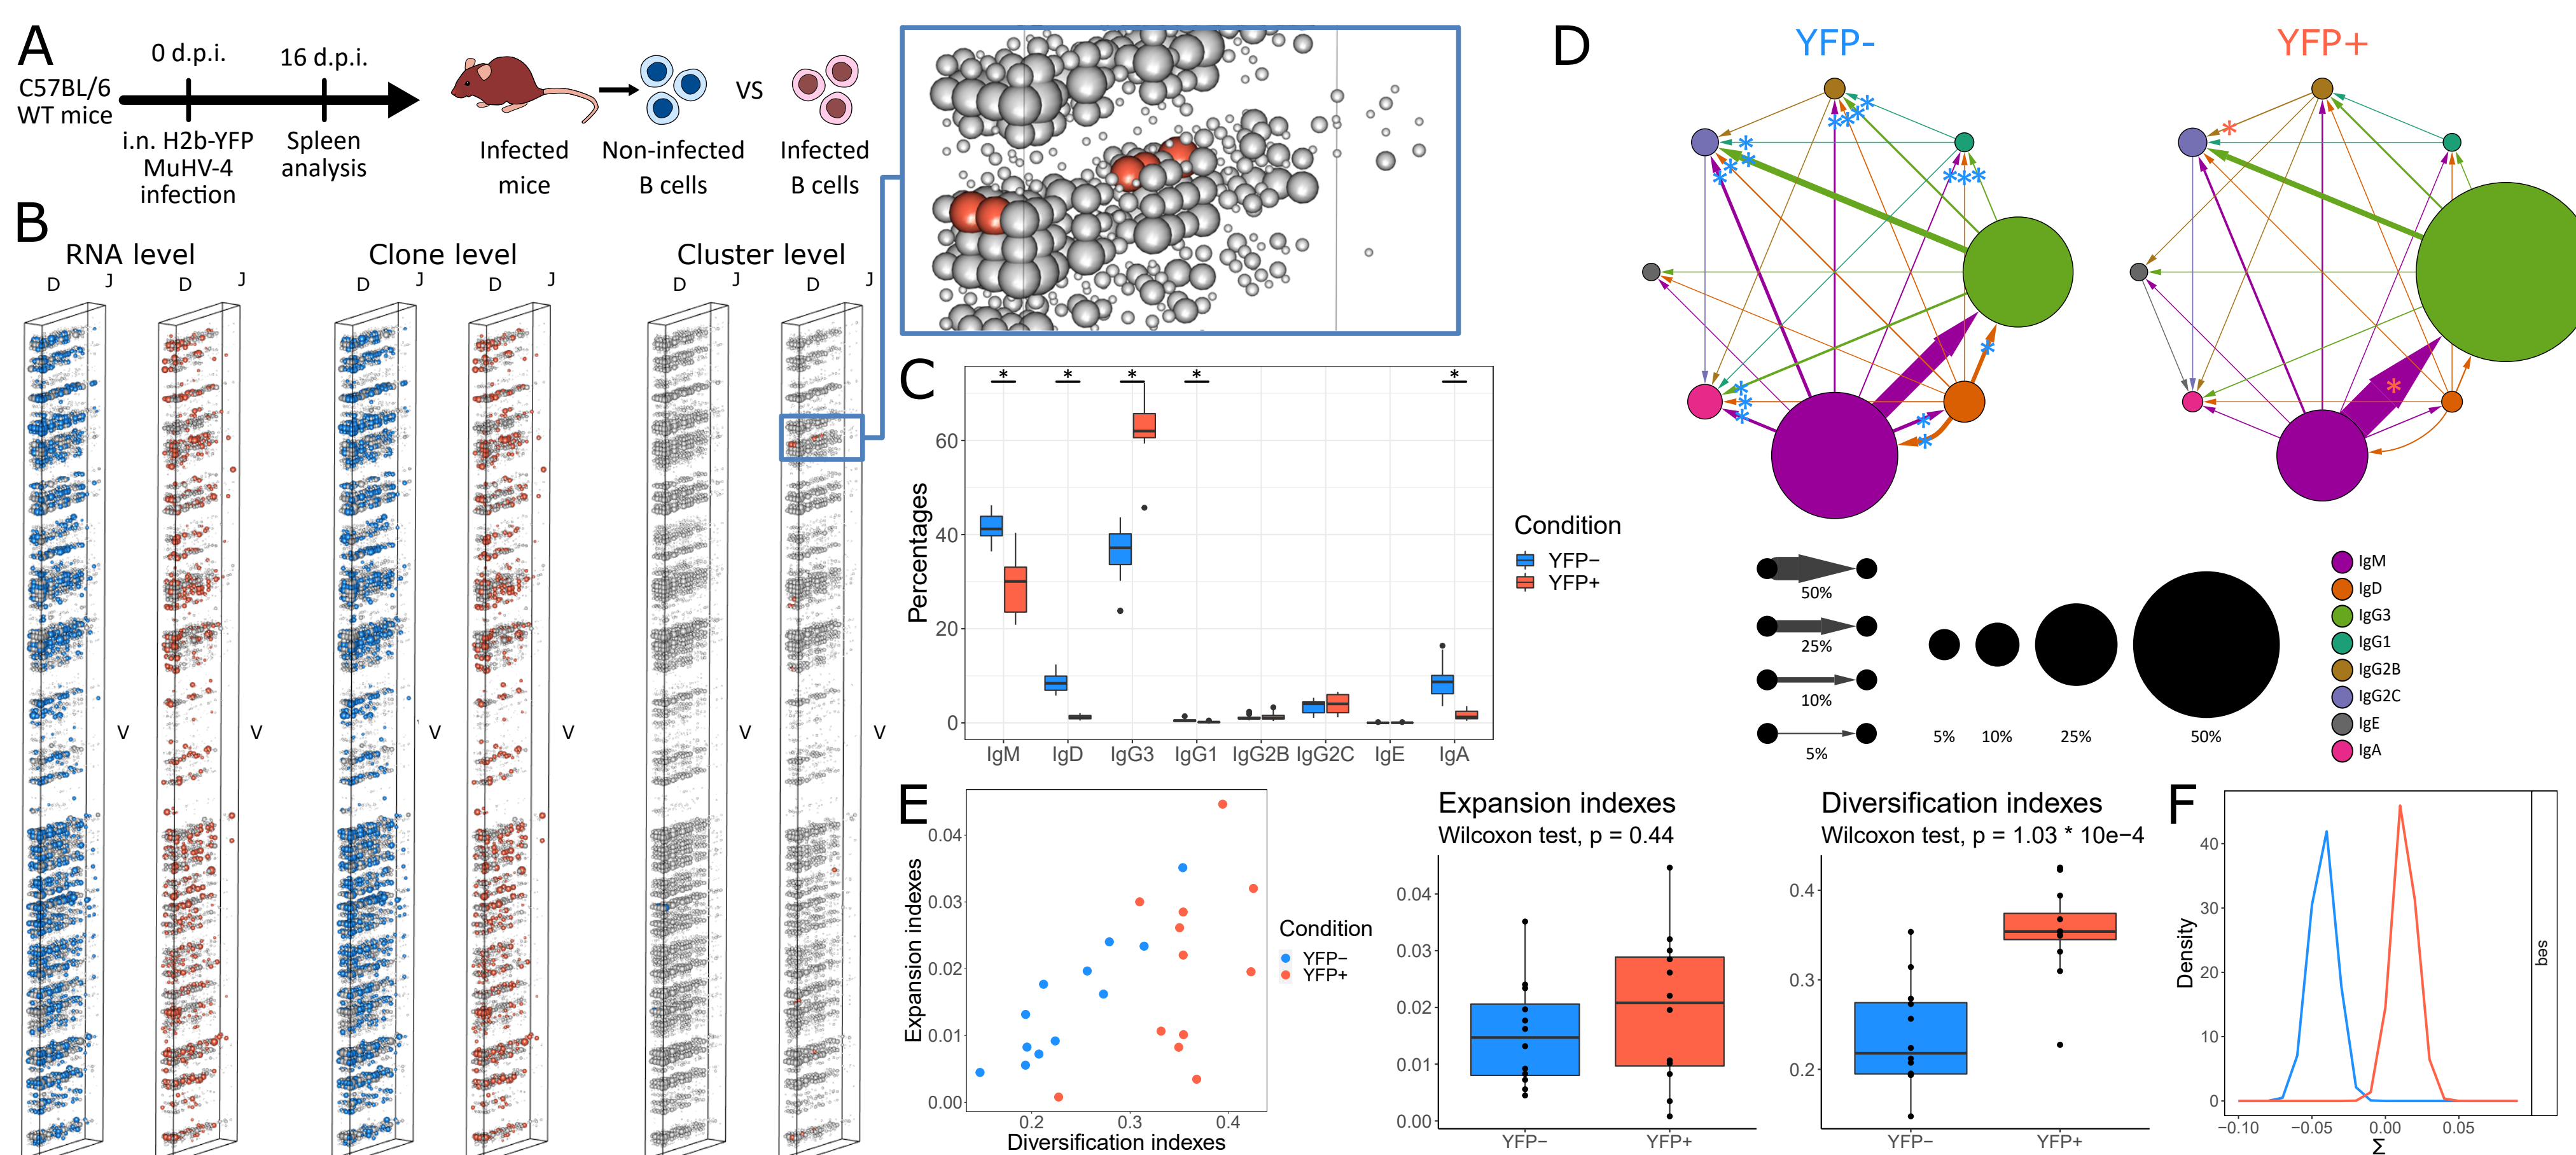 A
0 d.p.i.
16 d.p.i.
C57BL/6
WT mice
i.n. H2b-YFP
MuHV-4
infection
Spleen
analysis
Infected
mice
Non-infected
B cells
VS
Infected
B cells
B
RNA level
Clone level
Cluster level
D J D J D J D J D J D J
V V V V V V
C
* * * * *
Percentages
60
40
20
0
IgM IgD IgG3 IgG1 IgG2B IgG2C IgE IgA
Condition
YFP−
YFP+
D
YFP-
YFP+
50%
25%
10%
5%
5% 10% 25% 50%
IgM
IgD
IgG3
IgG1
IgG2B
IgG2C
IgE
IgA
E
Expansion indexes
0.04
0.03
0.02
0.01
0.00
0.2 0.3 0.4
Diversification indexes
Condition
YFP−
YFP+
Expansion indexes
Wilcoxon test, p = 0.44
0.04
0.03
0.02
0.01
0.00
YFP− YFP+
Diversification indexes
Wilcoxon test, p = 1.03 * 10e−4
0.4
0.3
0.2
YFP− YFP+
F
Density
40
30
20
10
0
−0.10 −0.05 0.00 0.05
Σ
seq